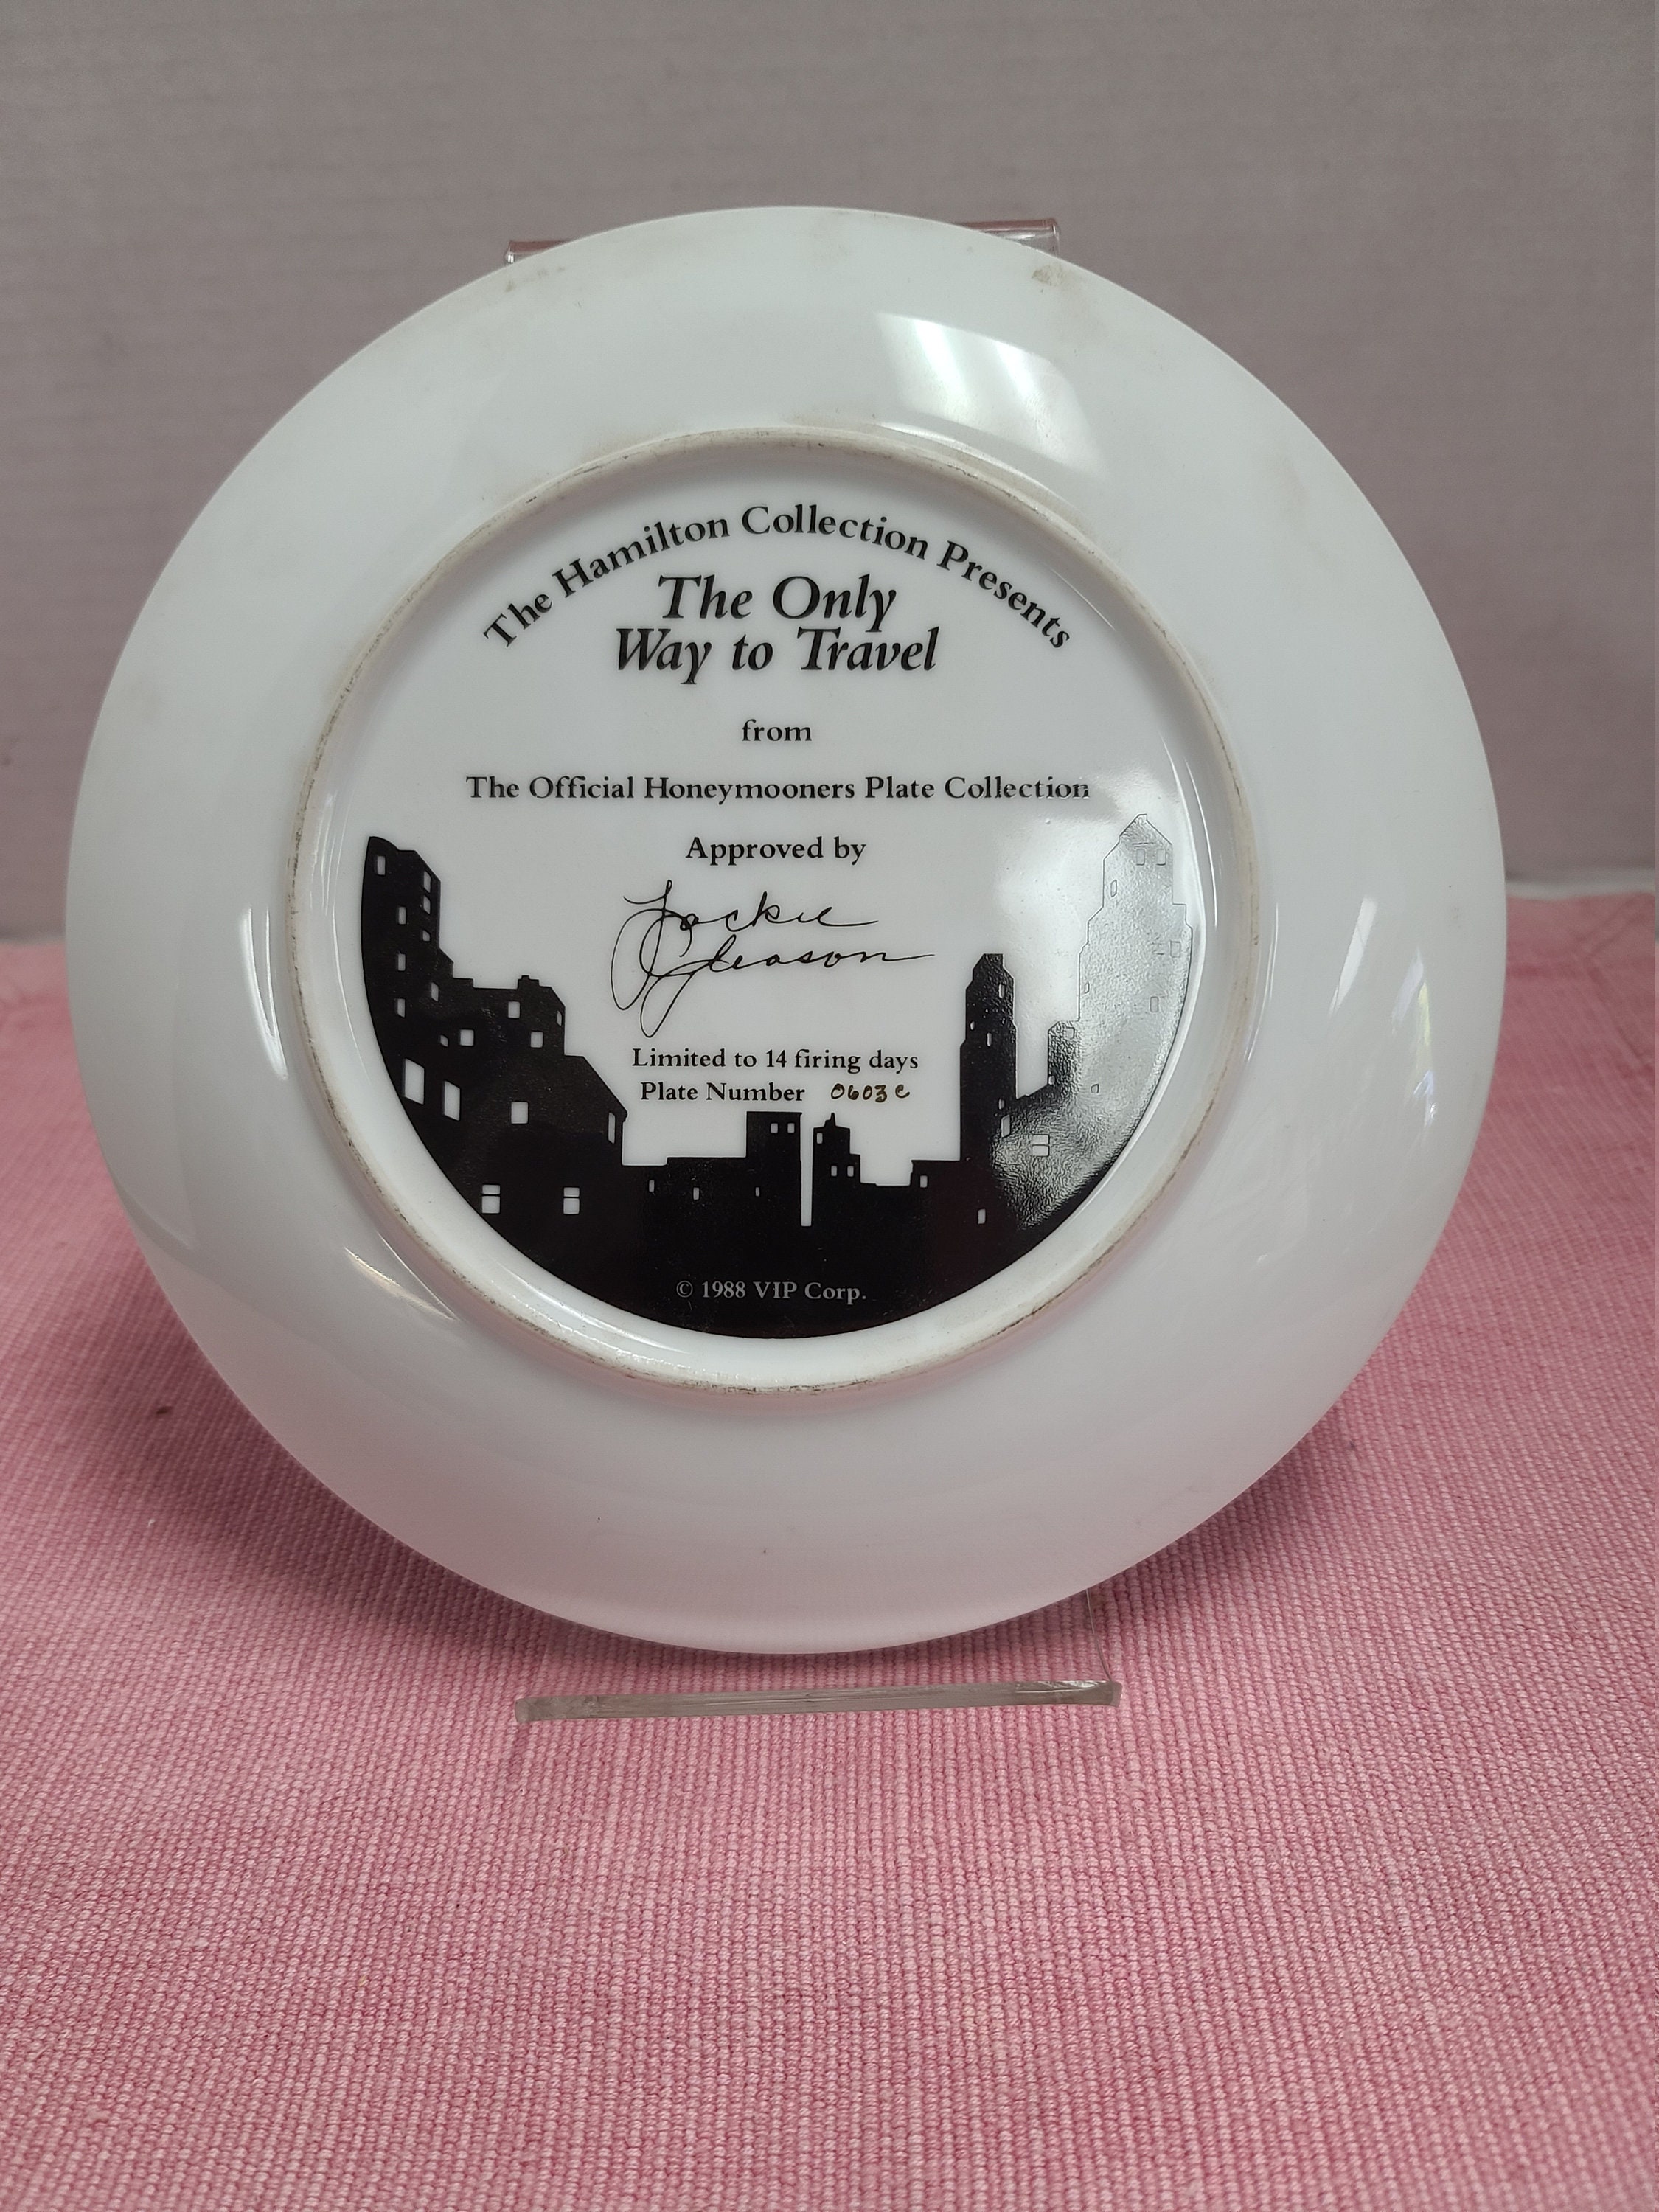 The Hamilton Collection Presents
The Only
Way to Travel
from
The Official Honeymooners Plate Collection
Approved by
Jackie
Gleason
Limited to 14 firing days
Plate Number 0603C
© 1988 VIP Corp.